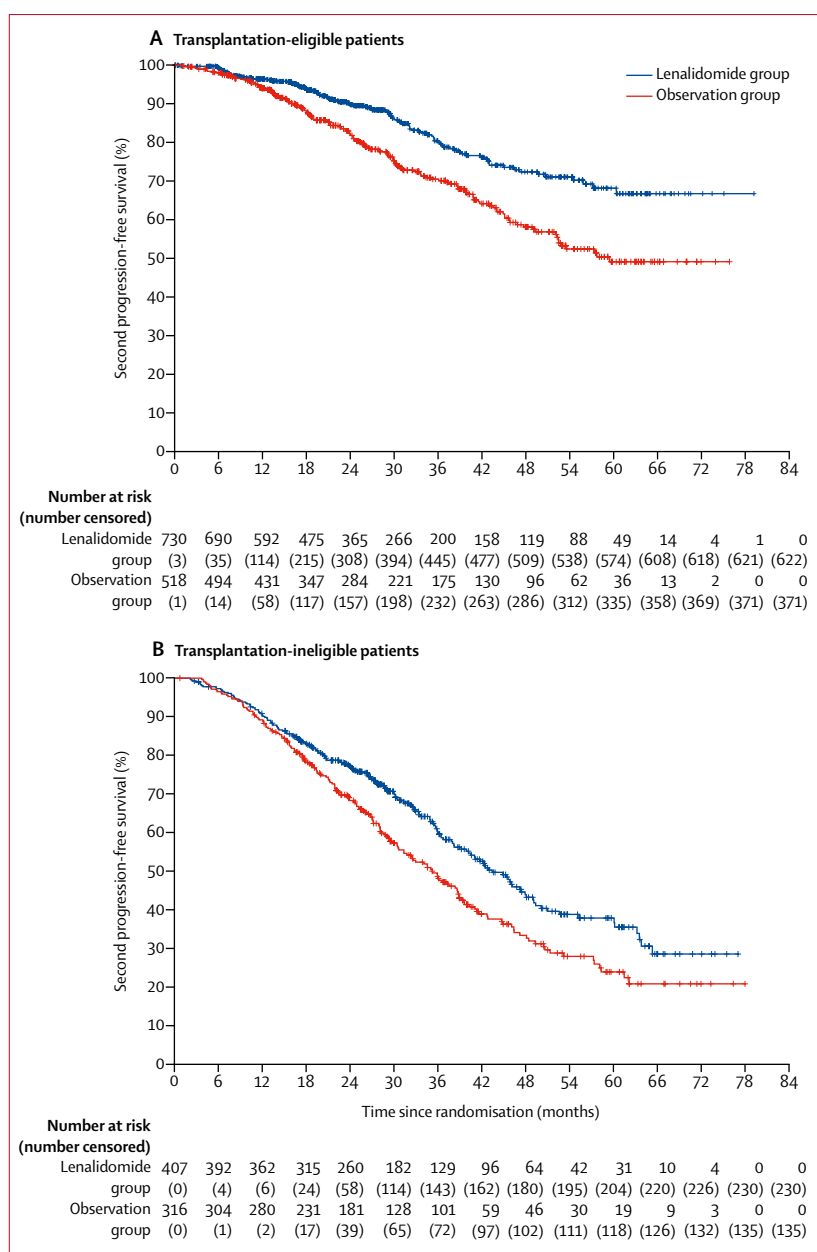 A Transplantation-eligible patients
100
90
80
70
60
50
40
30
20
10
0
Second progression-free survival (%)
Lenalidomide group
Observation group
0 6 12 18 24 30 36 42 48 54 60 66 72 78 84
Number at risk
(number censored)
Lenalidomide 730 690 592 475 365 266 200 158 119 88 49 14 4 1 0
group (3) (35) (114) (215) (308) (394) (445) (477) (509) (538) (574) (608) (618) (621) (622)
Observation 518 494 431 347 284 221 175 130 96 62 36 13 2 0 0
group (1) (14) (58) (117) (157) (198) (232) (263) (286) (312) (335) (358) (369) (371) (371)
B Transplantation-ineligible patients
100
90
80
70
60
50
40
30
20
10
0
Second progression-free survival (%)
0 6 12 18 24 30 36 42 48 54 60 66 72 78 84
Time since randomisation (months)
Number at risk
(number censored)
Lenalidomide 407 392 362 315 260 182 129 96 64 42 31 10 4 0 0
group (0) (4) (6) (24) (58) (114) (143) (162) (180) (195) (204) (220) (226) (230) (230)
Observation 316 304 280 231 181 128 101 59 46 30 19 9 3 0 0
group (0) (1) (2) (17) (39) (65) (72) (97) (102) (111) (118) (126) (132) (135) (135)